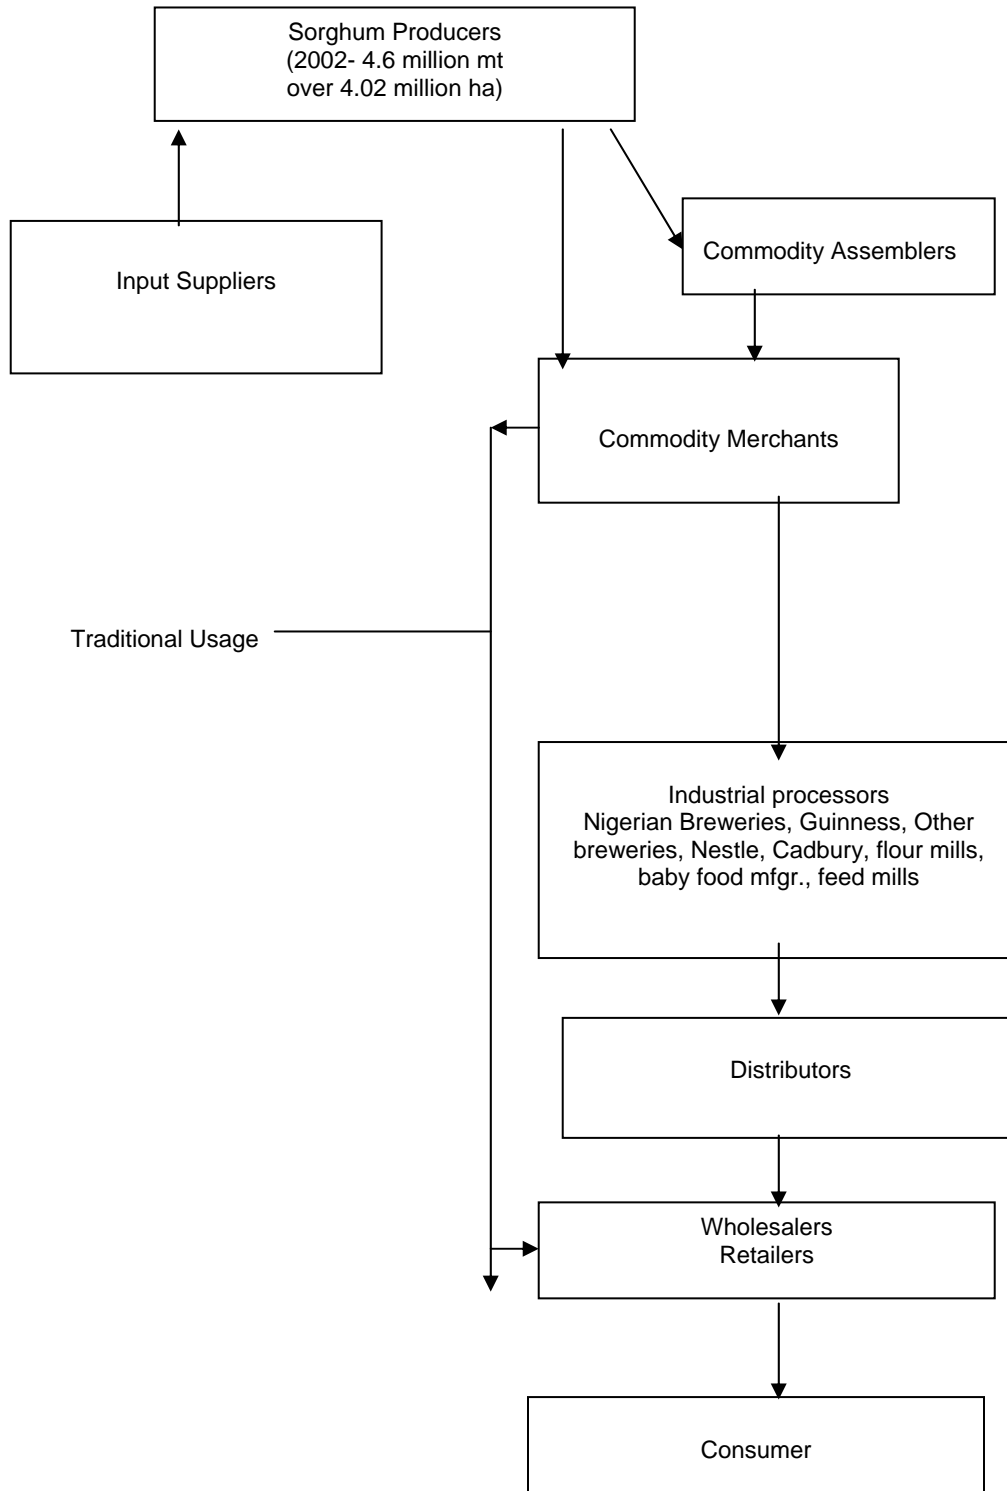 Sorghum Producers
(2002- 4.6 million mt
over 4.02 million ha)
Input Suppliers
Commodity Assemblers
Commodity Merchants
Traditional Usage
Industrial processors
Nigerian Breweries, Guinness, Other
breweries, Nestle, Cadbury, flour mills,
baby food mfgr., feed mills
Distributors
Wholesalers
Retailers
Consumer